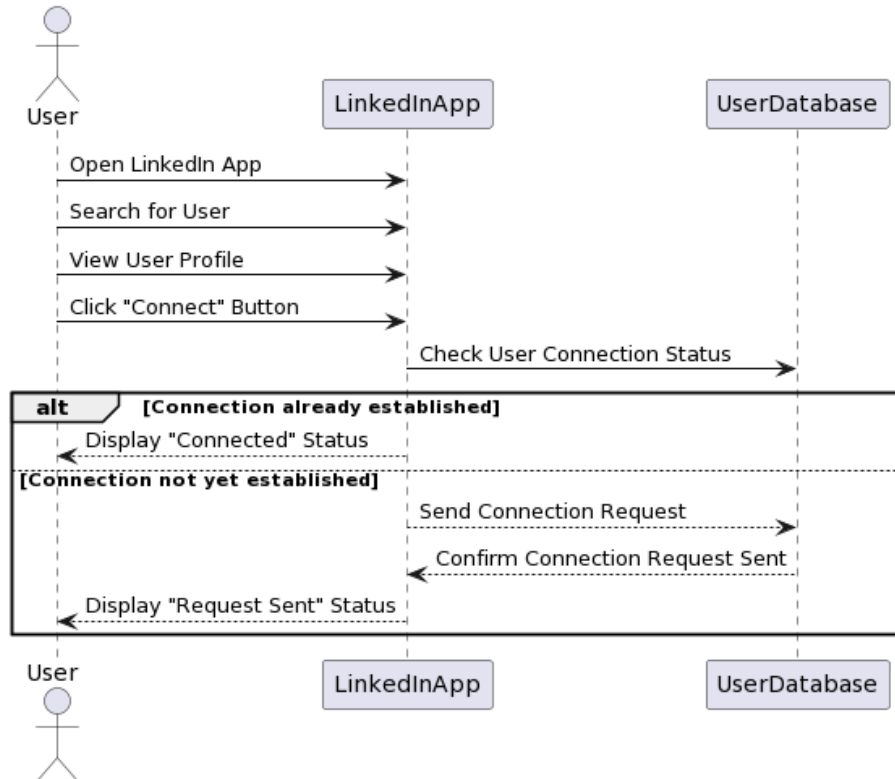 User
LinkedInApp
UserDatabase
Open LinkedIn App
Search for User
View User Profile
Click "Connect" Button
Check User Connection Status
alt
[Connection already established]
Display "Connected" Status
[Connection not yet established]
Send Connection Request
Confirm Connection Request Sent
Display "Request Sent" Status
User
LinkedInApp
UserDatabase